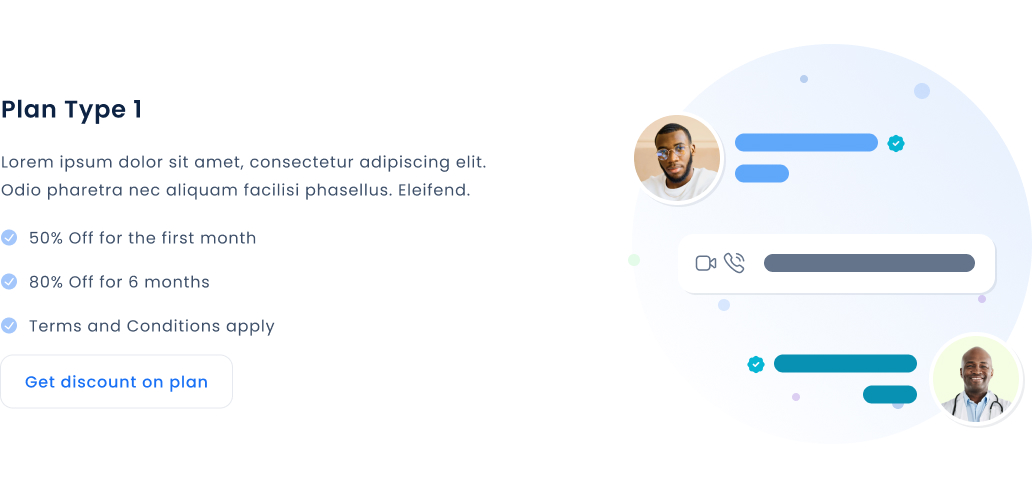 Plan Type 1
Lorem ipsum dolor sit amet, consectetur adipiscing elit.
Odio pharetra nec aliquam facilisi phasellus. Eleifend.
50% Off for the first month
80% Off for 6 months
Terms and Conditions apply
Get discount on plan